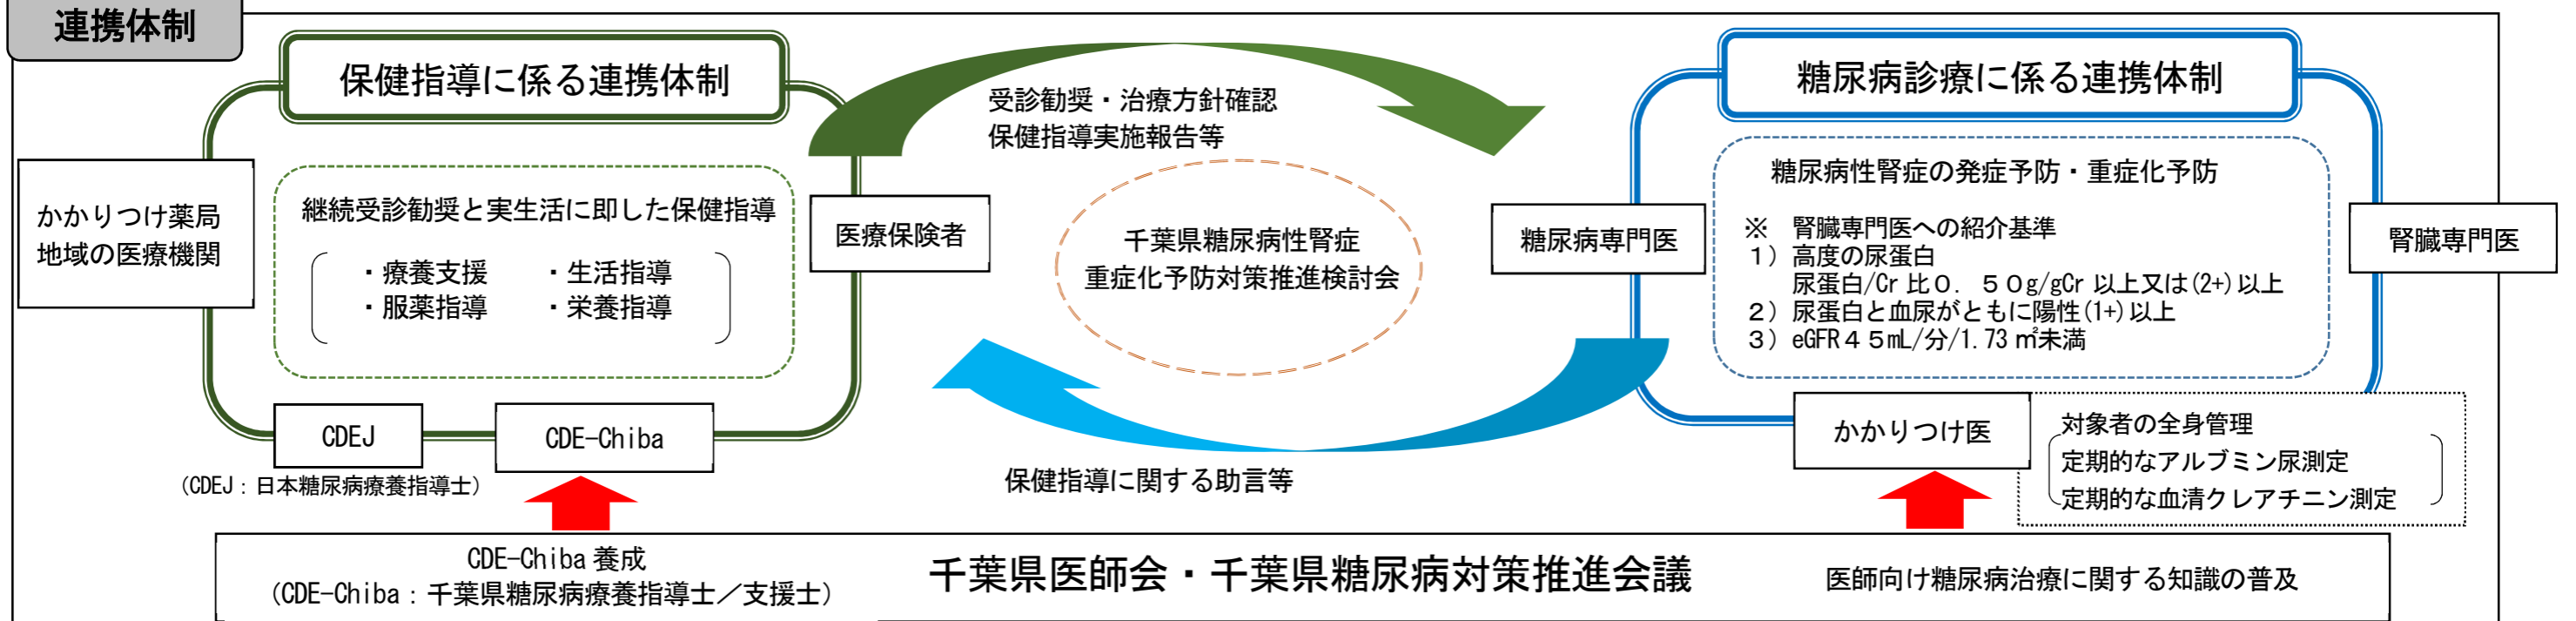 連携体制
保健指導に係る連携体制
かかりつけ薬局
地域の医療機関
継続受診勧奨と実生活に即した保健指導
・療養支援 ・生活指導
・服薬指導 ・栄養指導
医療保険者
CDEJ
CDE-Chiba
(CDEJ：日本糖尿病療養指導士)
受診勧奨・治療方針確認
保健指導実施報告等
千葉県糖尿病性腎症
重症化予防対策推進検討会
保健指導に関する助言等
糖尿病診療に係る連携体制
糖尿病専門医
糖尿病性腎症の発症予防・重症化予防
※ 腎臓専門医への紹介基準
１）高度の尿蛋白
尿蛋白/Cr 比０．５０g/gCr 以上又は(2+)以上
２）尿蛋白と血尿がともに陽性(1+)以上
３）eGFR４５mL/分/1.73 ㎡未満
腎臓専門医
かかりつけ医
対象者の全身管理
定期的なアルブミン尿測定
定期的な血清クレアチニン測定
CDE-Chiba 養成
(CDE-Chiba：千葉県糖尿病療養指導士／支援士)
千葉県医師会・千葉県糖尿病対策推進会議
医師向け糖尿病治療に関する知識の普及